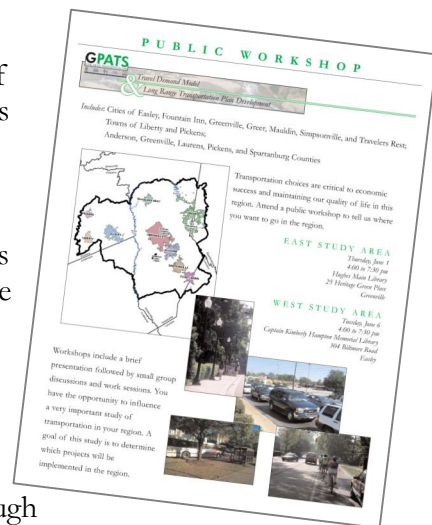 f
s
s
e
ugh
PUBLIC WORKSHOP
GPATS
Travel Demand Model
&
Long Range Transportation Plan Development
Includes: Cities of Easley, Fountain Inn, Greenville, Greer, Mauldin, Simpsonville, and Travelers Rest;
Towns of Liberty and Pickens;
Anderson, Greenville, Laurens, Pickens, and Spartanburg Counties
Transportation choices are critical to economic
success and maintaining our quality of life in this
region. Attend a public workshop to tell us where
you want to go in the region.
EAST STUDY AREA
Thursday, June 1
4:00 to 7:30 pm
Hughes Main Library
25 Heritage Green Place
Greenville
WEST STUDY AREA
Tuesday, June 6
4:00 to 7:30 pm
Captain Kimberly Hampton Memorial Library
304 Biltmore Road
Easley
Workshops include a brief
presentation followed by small group
discussions and work sessions. You
have the opportunity to influence
a very important study of
transportation in your region. A
goal of this study is to determine
which projects will be
implemented in the region.